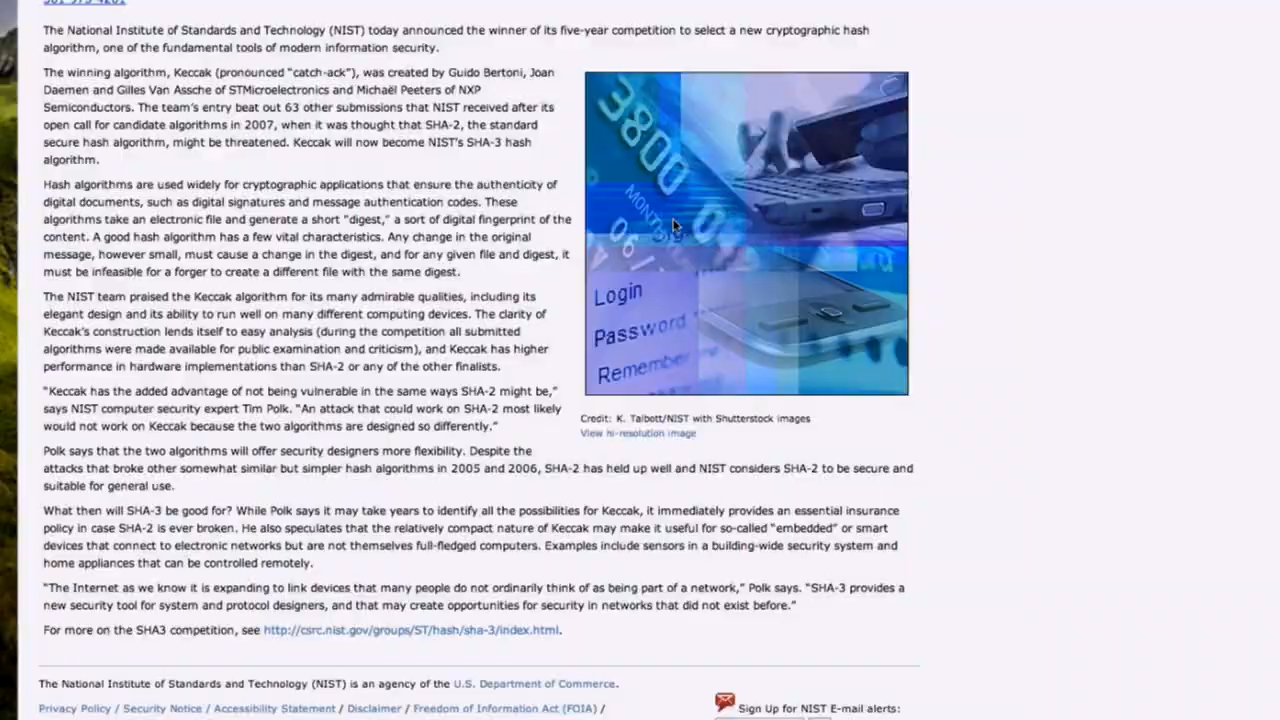 301-975-4261
The National Institute of Standards and Technology (NIST) today announced the winner of its five-year competition to select a new cryptographic hash
algorithm, one of the fundamental tools of modern information security.
The winning algorithm, Keccak (pronounced “catch-ack”), was created by Guido Bertoni, Joan
Daemen and Gilles Van Assche of STMicroelectronics and Michaël Peeters of NXP
Semiconductors. The team’s entry beat out 63 other submissions that NIST received after its
open call for candidate algorithms in 2007, when it was thought that SHA-2, the standard
secure hash algorithm, might be threatened. Keccak will now become NIST’s SHA-3 hash
algorithm.
Hash algorithms are used widely for cryptographic applications that ensure the authenticity of
digital documents, such as digital signatures and message authentication codes. These
algorithms take an electronic file and generate a short "digest," a sort of digital fingerprint of the
content. A good hash algorithm has a few vital characteristics. Any change in the original
message, however small, must cause a change in the digest, and for any given file and digest, it
must be infeasible for a forger to create a different file with the same digest.
The NIST team praised the Keccak algorithm for its many admirable qualities, including its
elegant design and its ability to run well on many different computing devices. The clarity of
Keccak’s construction lends itself to easy analysis (during the competition all submitted
algorithms were made available for public examination and criticism), and Keccak has higher
performance in hardware implementations than SHA-2 or any of the other finalists.
“Keccak has the added advantage of not being vulnerable in the same ways SHA-2 might be,”
says NIST computer security expert Tim Polk. “An attack that could work on SHA-2 most likely
would not work on Keccak because the two algorithms are designed so differently.”
3800
MONTH
06/
09
Login
Password
Remember
Credit: K. Talbott/NIST with Shutterstock images
View hi-resolution image
Polk says that the two algorithms will offer security designers more flexibility. Despite the
attacks that broke other somewhat similar but simpler hash algorithms in 2005 and 2006, SHA-2 has held up well and NIST considers SHA-2 to be secure and
suitable for general use.
What then will SHA-3 be good for? While Polk says it may take years to identify all the possibilities for Keccak, it immediately provides an essential insurance
policy in case SHA-2 is ever broken. He also speculates that the relatively compact nature of Keccak may make it useful for so-called “embedded” or smart
devices that connect to electronic networks but are not themselves full-fledged computers. Examples include sensors in a building-wide security system and
home appliances that can be controlled remotely.
“The Internet as we know it is expanding to link devices that many people do not ordinarily think of as being part of a network,” Polk says. “SHA-3 provides a
new security tool for system and protocol designers, and that may create opportunities for security in networks that did not exist before.”
For more on the SHA3 competition, see http://csrc.nist.gov/groups/ST/hash/sha-3/index.html.
The National Institute of Standards and Technology (NIST) is an agency of the U.S. Department of Commerce.
Privacy Policy / Security Notice / Accessibility Statement / Disclaimer / Freedom of Information Act (FOIA) /
Sign Up for NIST E-mail alerts: